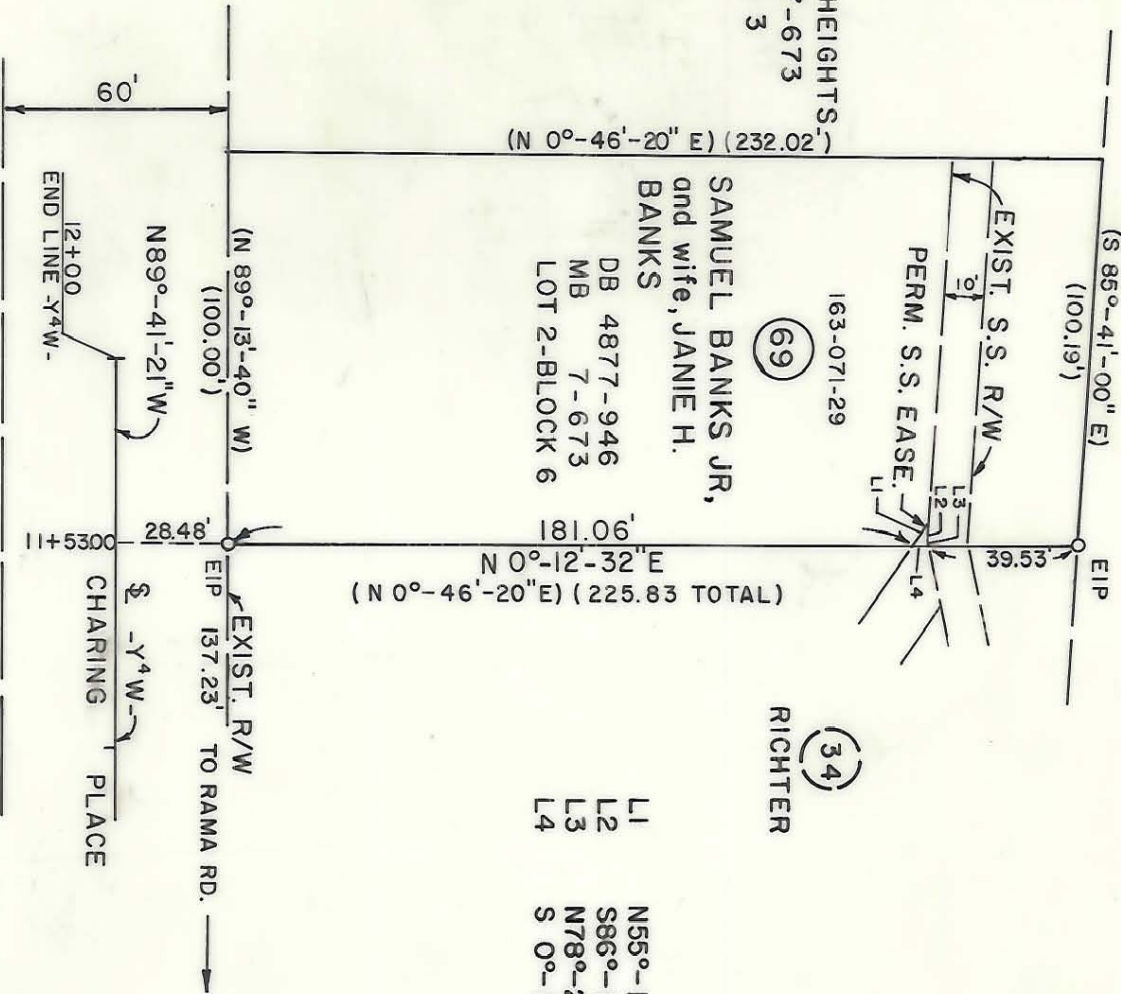 HEIGHTS
-673
3
60'
(N 0°-46'-20" E) (232.02')
(S 85°-41'-00" E)
(100.19')
EXIST. S.S. R/W
PERM. S.S. EASE.
163-071-29
69
SAMUEL BANKS JR,
and wife, JANIE H.
BANKS
DB 4877-946
MB 7-673
LOT 2-BLOCK 6
L1
L2
L3
L4
39.53'
EIP
181.06'
N 0°-12'-32"E
(N 0°-46'-20"E) (225.83 TOTAL)
(N 89°-13'-40" W)
(100.00')
N89°-41'-21"W
12+00
END LINE -Y4W-
11+53.00
28.48'
EIP
EXIST. R/W
137.23' TO RAMA RD.
-Y4W-
CHARING PLACE
34
RICHTER
L1 N55°-
L2 S86°-
L3 N78°-
L4 S 0°-